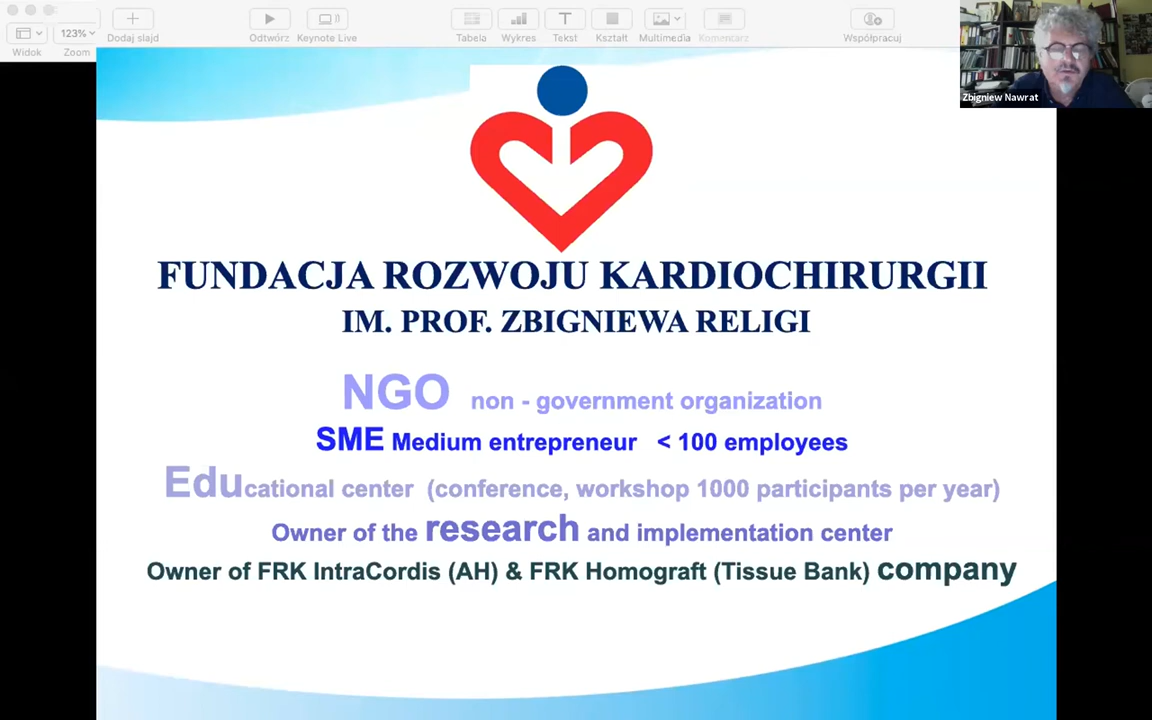 123%
Widok
Zoom
Dodaj slajd
Odtwórz
Keynote Live
Tabela
Wykres
Tekst
Kształt
Multimedia
Komentarz
Współpracuj
Zbigniew Nawrat
FUNDACJA ROZWOJU KARDIOCHIRURGII
IM. PROF. ZBIGNIEWA RELIGI
NGO non - government organization
SME Medium entrepreneur < 100 employees
Educational center (conference, workshop 1000 participants per year)
Owner of the research and implementation center
Owner of FRK IntraCordis (AH) & FRK Homograft (Tissue Bank) company